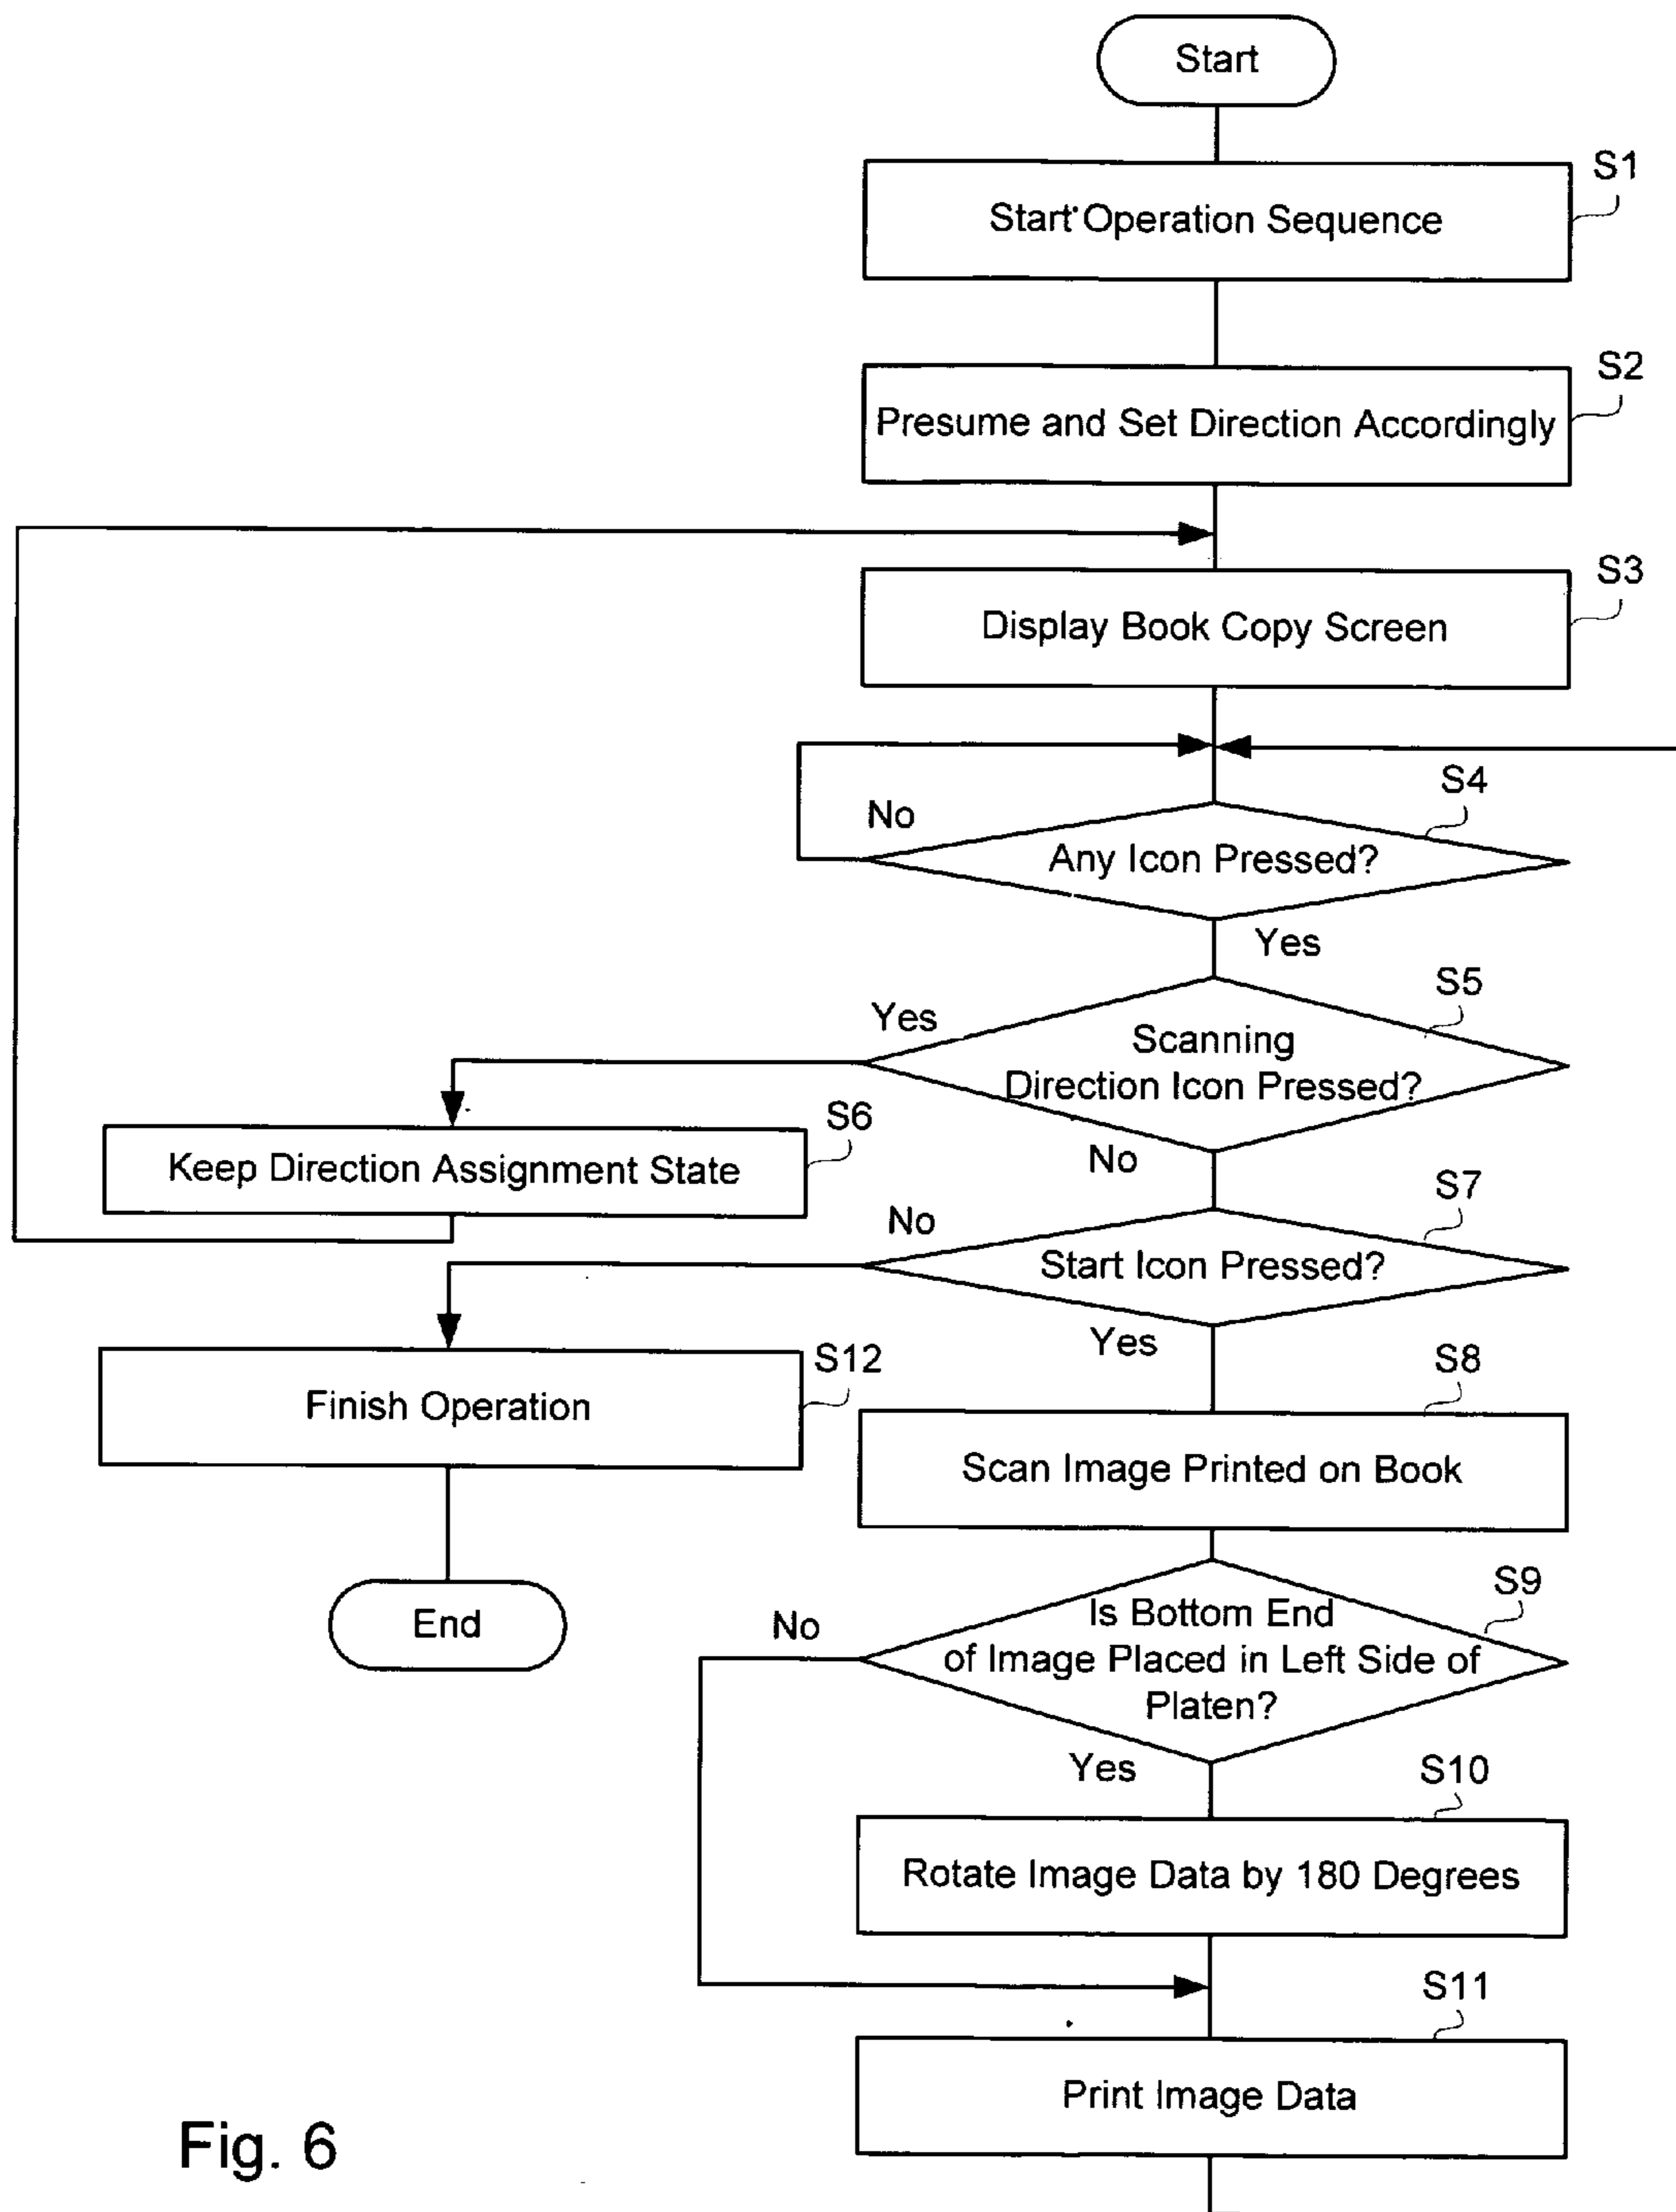 Start
S1
Start Operation Sequence
S2
Presume and Set Direction Accordingly
S3
Display Book Copy Screen
S4
No
Any Icon Pressed?
Yes
S5
Yes
Scanning
Direction Icon Pressed?
S6
Keep Direction Assignment State
No
S7
No
Start Icon Pressed?
Yes
S12
Finish Operation
S8
Scan Image Printed on Book
End
S9
No
Is Bottom End
of Image Placed in Left Side of
Platen?
Yes
S10
Rotate Image Data by 180 Degrees
S11
Print Image Data
Fig. 6